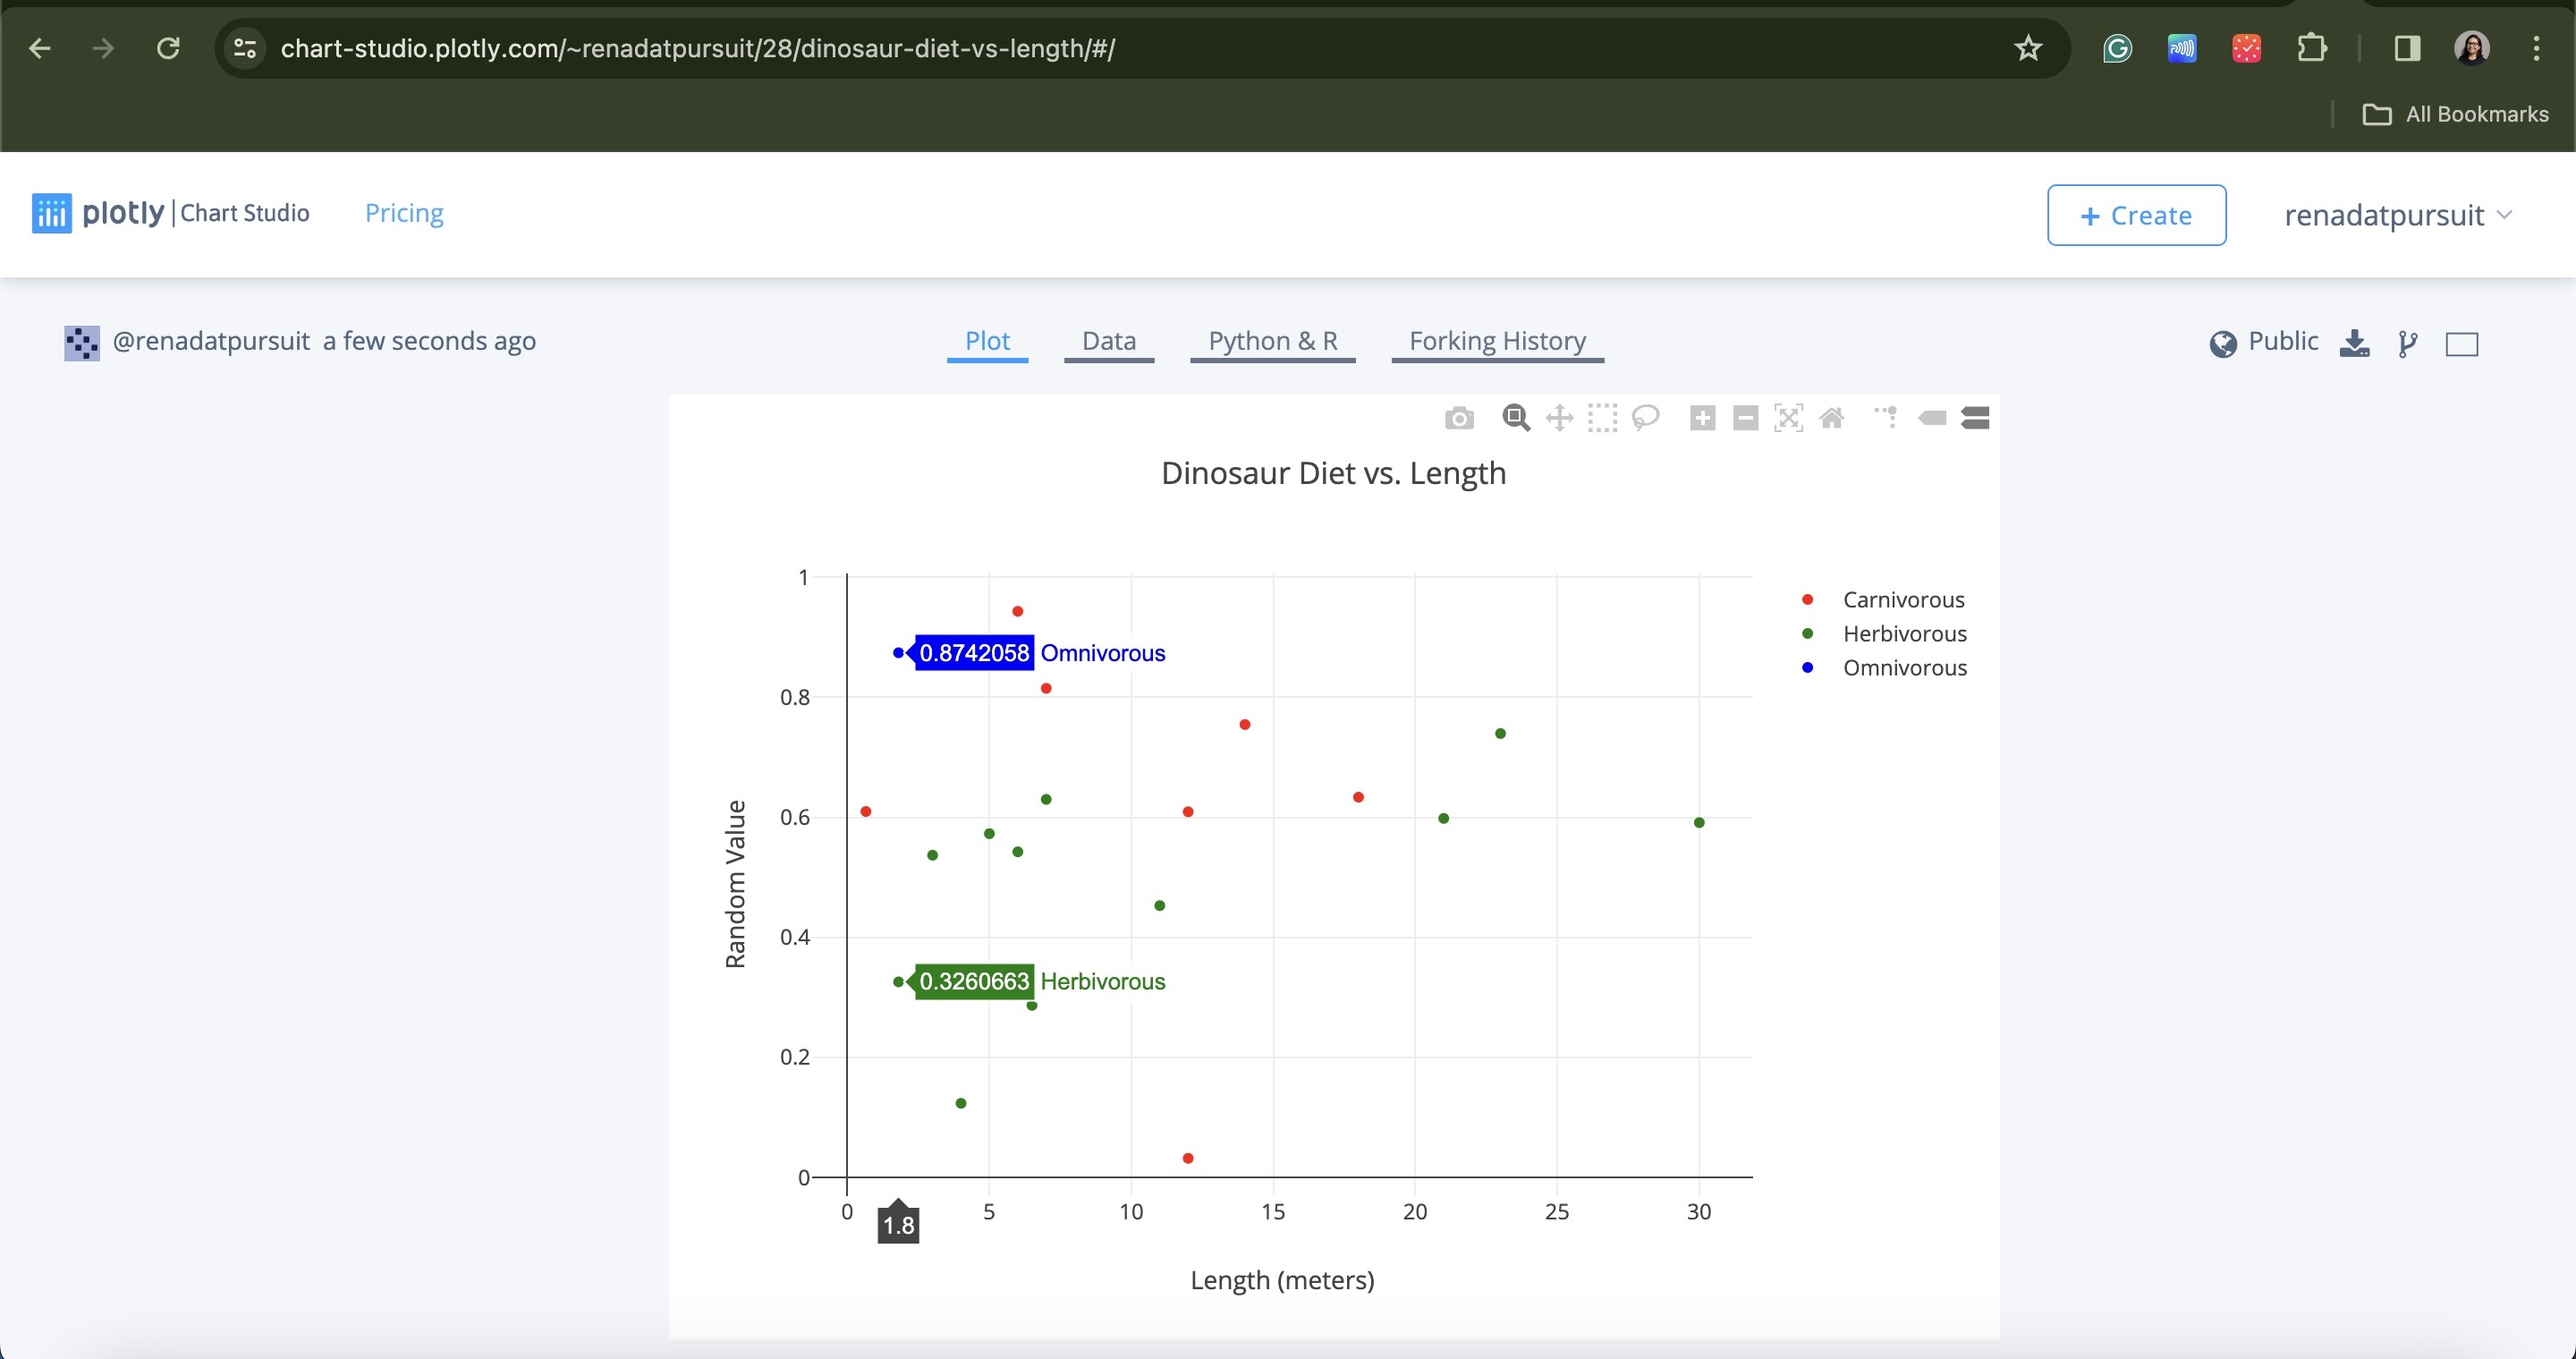 chart-studio.plotly.com/~renadatpursuit/28/dinosaur-diet-vs-length/#/
All Bookmarks
plotly | Chart Studio
Pricing
+ Create
renadatpursuit
@renadatpursuit a few seconds ago
Plot
Data
Python & R
Forking History
Public
Dinosaur Diet vs. Length
1
0.8
0.6
0.4
0.2
0
Random Value
0.8742058 Omnivorous
0.3260663 Herbivorous
Carnivorous
Herbivorous
Omnivorous
0
1.8
5
10
15
20
25
30
Length (meters)